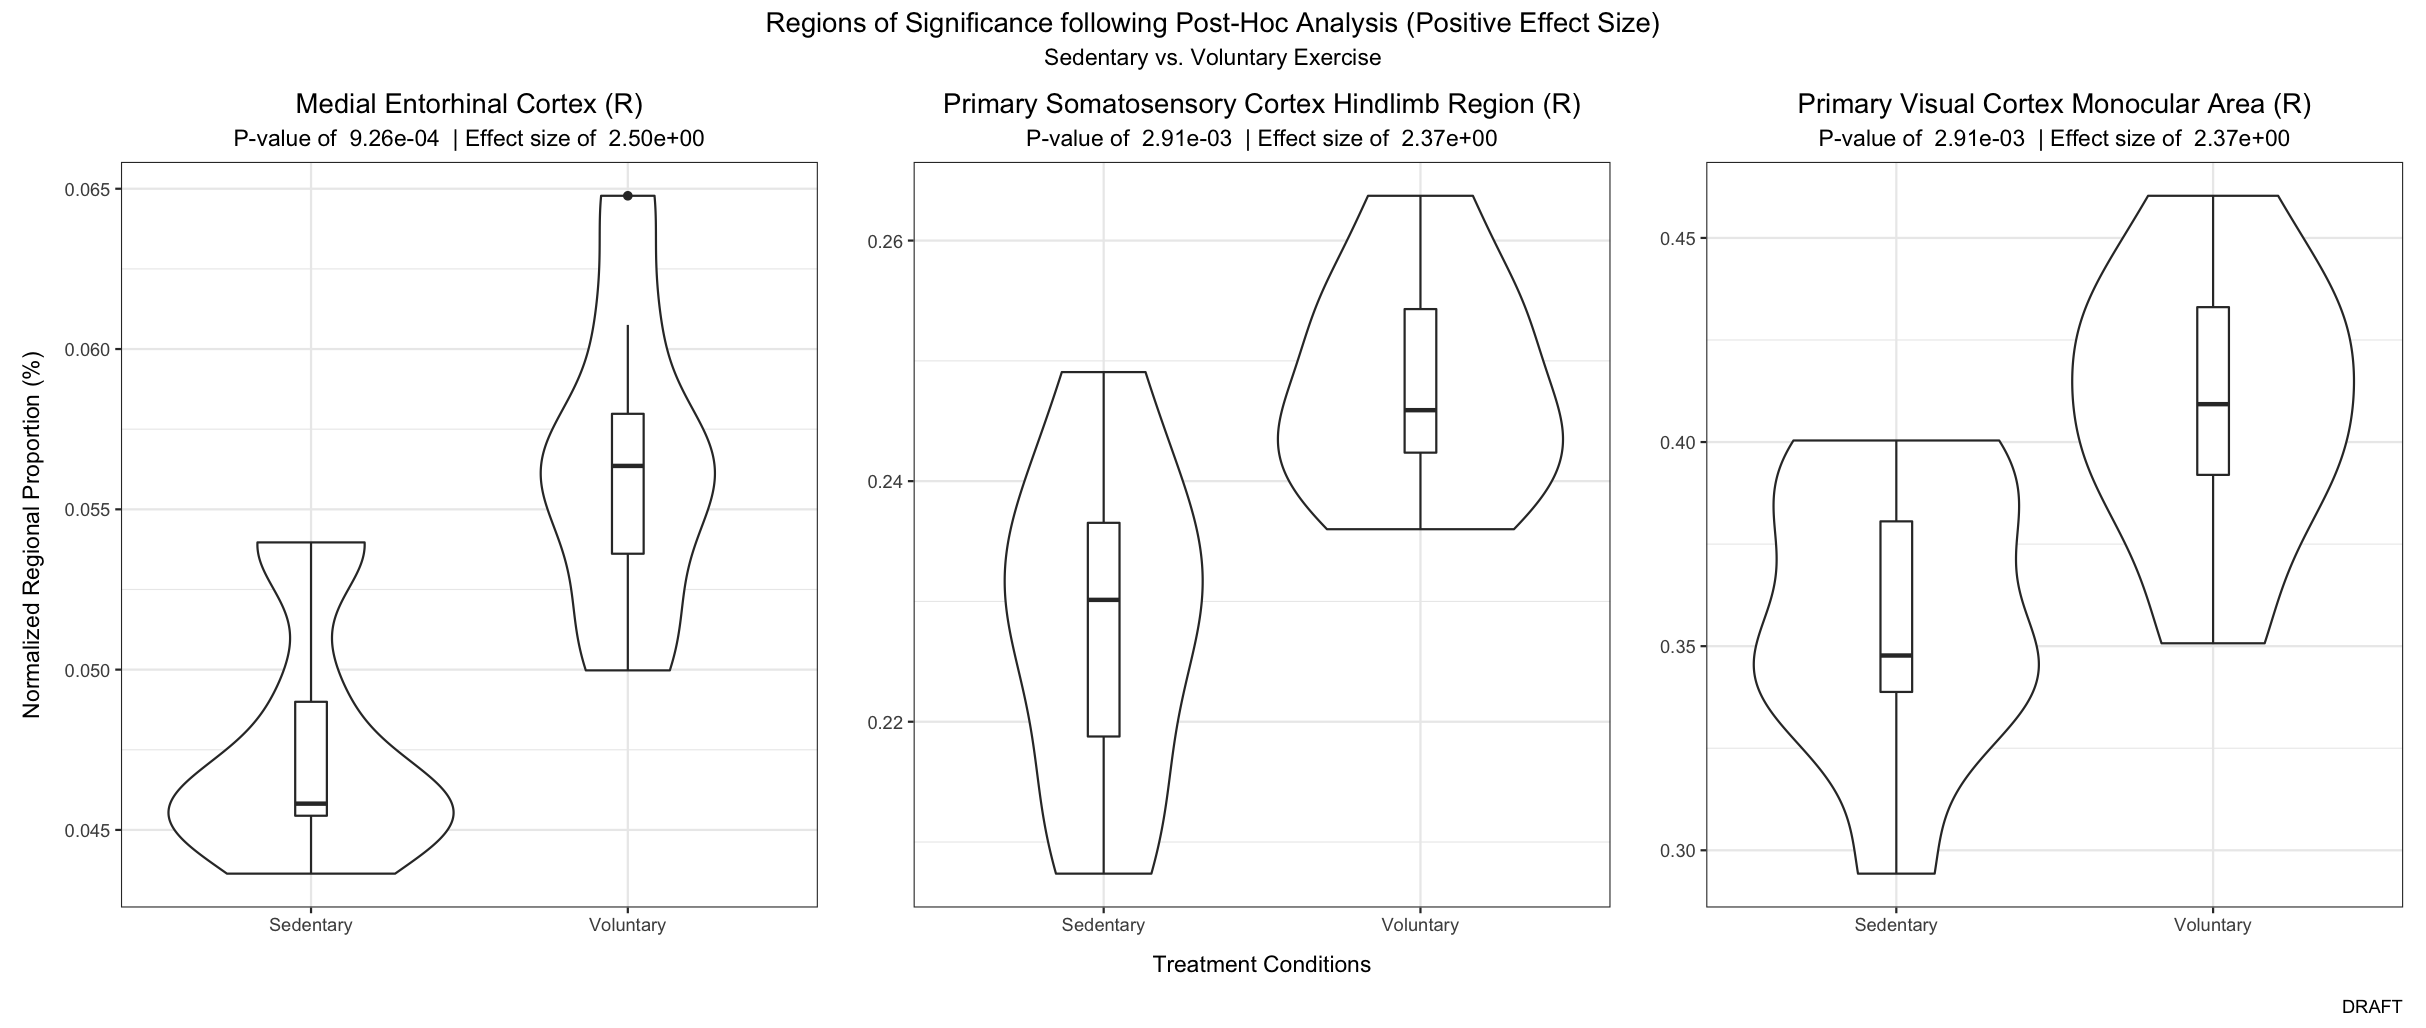 Regions of Significance following Post-Hoc Analysis (Positive Effect Size)
Sedentary vs. Voluntary Exercise
Medial Entorhinal Cortex (R)
P-value of 9.26e-04 | Effect size of 2.50e+00
Primary Somatosensory Cortex Hindlimb Region (R)
P-value of 2.91e-03 | Effect size of 2.37e+00
Primary Visual Cortex Monocular Area (R)
P-value of 2.91e-03 | Effect size of 2.37e+00
Normalized Regional Proportion (%)
0.065
0.060
0.055
0.050
0.045
Sedentary
Voluntary
0.26
0.24
0.22
Sedentary
Voluntary
0.45
0.40
0.35
0.30
Sedentary
Voluntary
Treatment Conditions
DRAFT